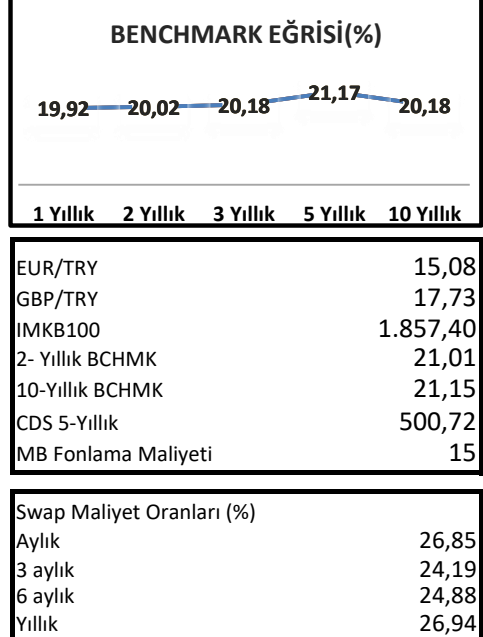 BENCHMARK EĞRİSİ(%)
19,92 20,02 20,18 21,17 20,18
1 Yıllık 2 Yıllık 3 Yıllık 5 Yıllık 10 Yıllık
EUR/TRY 15,08
GBP/TRY 17,73
IMKB100 1.857,40
2- Yıllık BCHMK 21,01
10-Yıllık BCHMK 21,15
CDS 5-Yıllık 500,72
MB Fonlama Maliyeti 15
Swap Maliyet Oranları (%)
Aylık 26,85
3 aylık 24,19
6 aylık 24,88
Yıllık 26,94